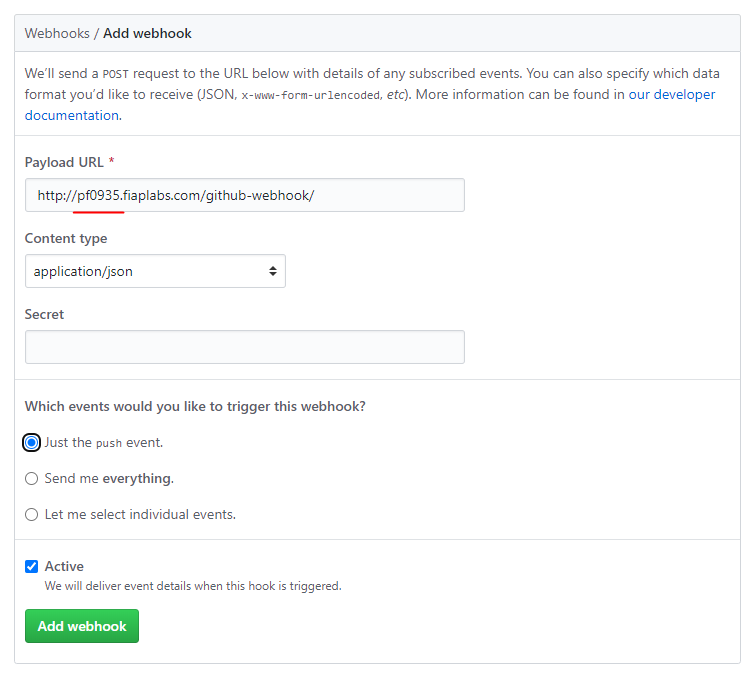 Webhooks / Add webhook
We’ll send a POST request to the URL below with details of any subscribed events. You can also specify which data
format you’d like to receive (JSON, x-www-form-urlencoded, etc). More information can be found in our developer
documentation.
Payload URL *
http://pf0935.fiaplabs.com/github-webhook/
Content type
application/json
Secret
Which events would you like to trigger this webhook?
Just the push event.
Send me everything.
Let me select individual events.
Active
We will deliver event details when this hook is triggered.
Add webhook